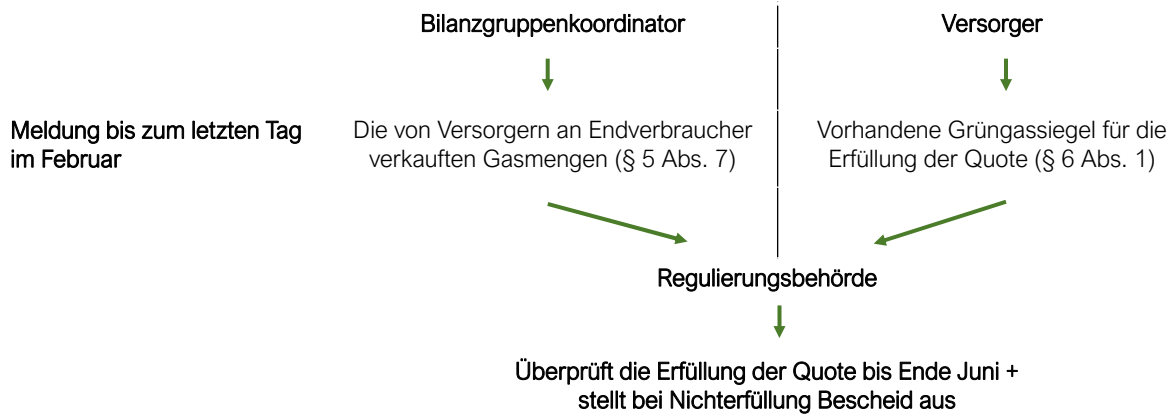 Bilanzgruppenkoordinator
Versorger
Meldung bis zum letzten Tag
im Februar
Die von Versorgern an Endverbraucher
verkauften Gasmengen (§ 5 Abs. 7)
Vorhandene Grüngassiegel für die
Erfüllung der Quote (§ 6 Abs. 1)
Regulierungsbehörde
Überprüft die Erfüllung der Quote bis Ende Juni +
stellt bei Nichterfüllung Bescheid aus